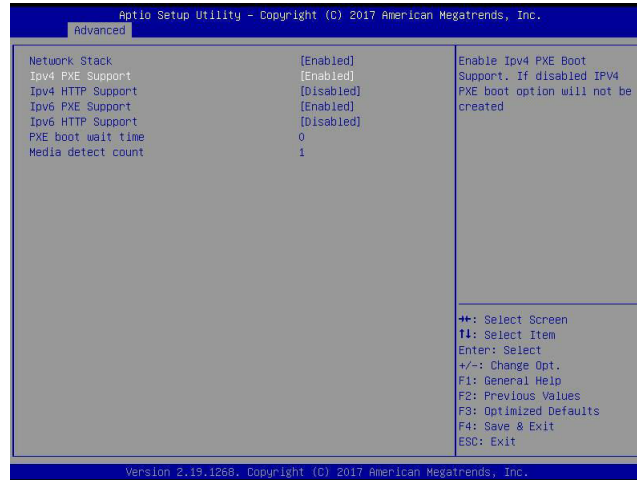 Aptio Setup Utility – Copyright (C) 2017 American Megatrends, Inc.
Advanced
Network Stack [Enabled]
Ipv4 PXE Support [Enabled]
Ipv4 HTTP Support [Disabled]
Ipv6 PXE Support [Enabled]
Ipv6 HTTP Support [Disabled]
PXE boot wait time 0
Media detect count 1
Enable Ipv4 PXE Boot
Support. If disabled IPV4
PXE boot option will not be
created
→←: Select Screen
↑↓: Select Item
Enter: Select
+/-: Change Opt.
F1: General Help
F2: Previous Values
F3: Optimized Defaults
F4: Save & Exit
ESC: Exit
Version 2.19.1268. Copyright (C) 2017 American Megatrends, Inc.